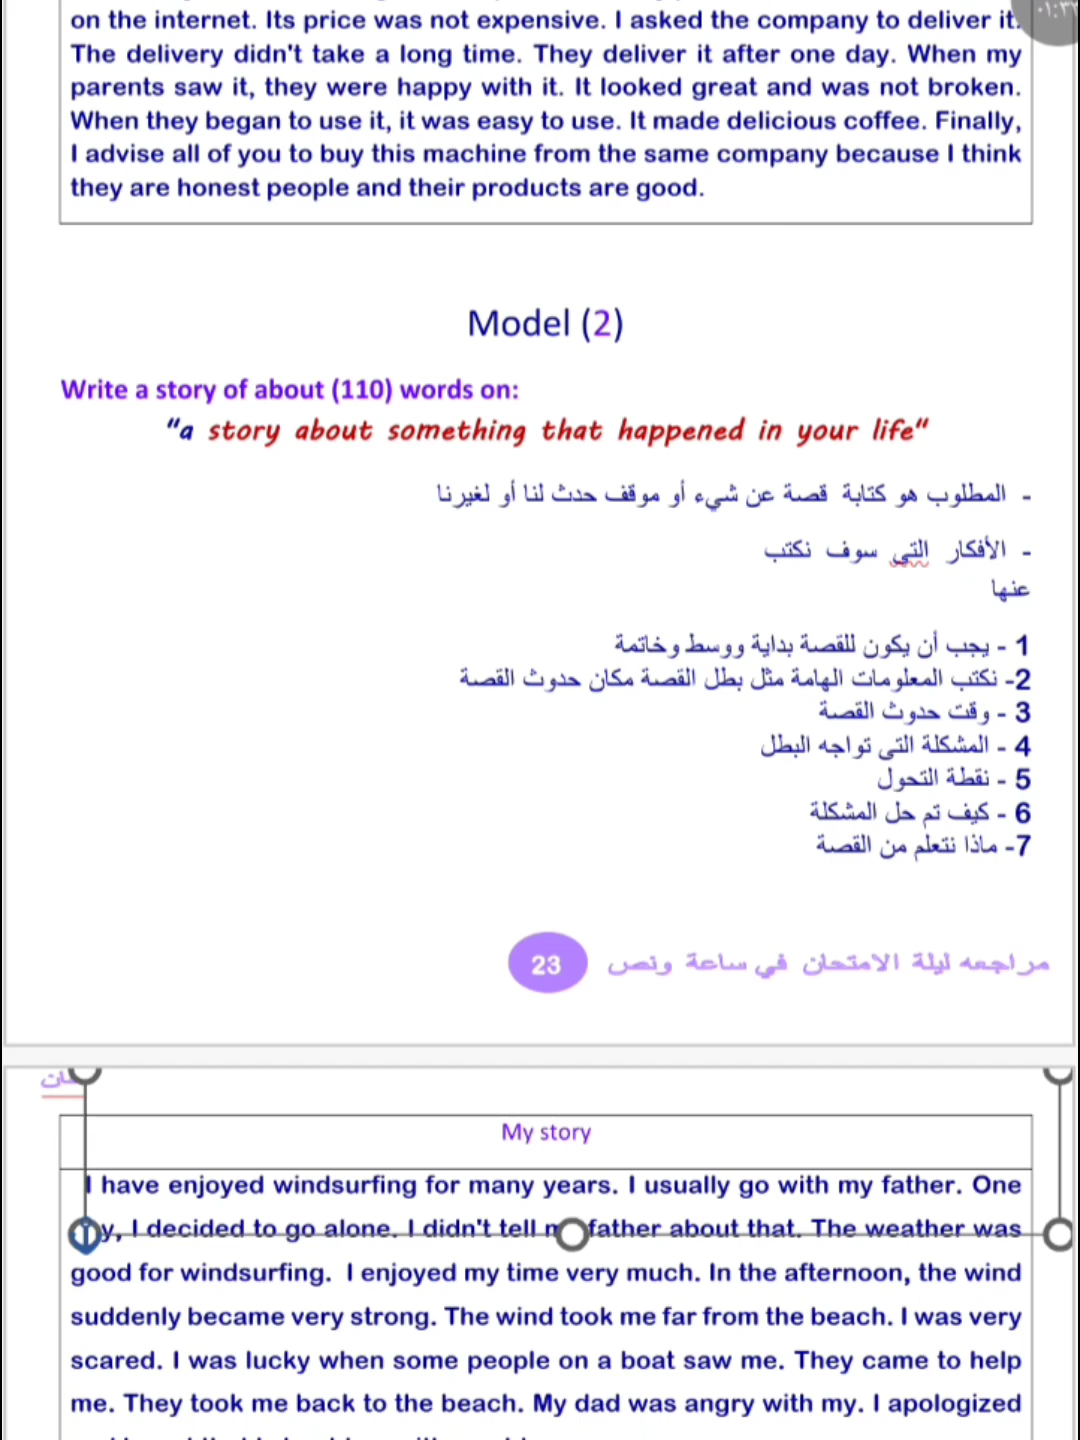 on the internet. Its price was not expensive. I asked the company to deliver it.
The delivery didn't take a long time. They deliver it after one day. When my
parents saw it, they were happy with it. It looked great and was not broken.
When they began to use it, it was easy to use. It made delicious coffee. Finally,
I advise all of you to buy this machine from the same company because I think
they are honest people and their products are good.
Model (2)
Write a story of about (110) words on:
"a story about something that happened in your life"
- المطلوب هو كتابة قصة عن شيء أو موقف حدث لنا أو لغيرنا
- الأفكار التي سوف نكتب
عنها
1 - يجب أن يكون للقصة بداية ووسط وخاتمة
2- نكتب المعلومات الهامة مثل بطل القصة مكان حدوث القصة
3 - وقت حدوث القصة
4 - المشكلة التى تواجه البطل
5 - نقطة التحول
6 - كيف تم حل المشكلة
7- ماذا نتعلم من القصة
مراجعه ليلة الامتحان في ساعة ونص 23
My story
I have enjoyed windsurfing for many years. I usually go with my father. One
I decided to go alone. I didn't tell father about that. The weather was
good for windsurfing. I enjoyed my time very much. In the afternoon, the wind
suddenly became very strong. The wind took me far from the beach. I was very
scared. I was lucky when some people on a boat saw me. They came to help
me. They took me back to the beach. My dad was angry with my. I apologized